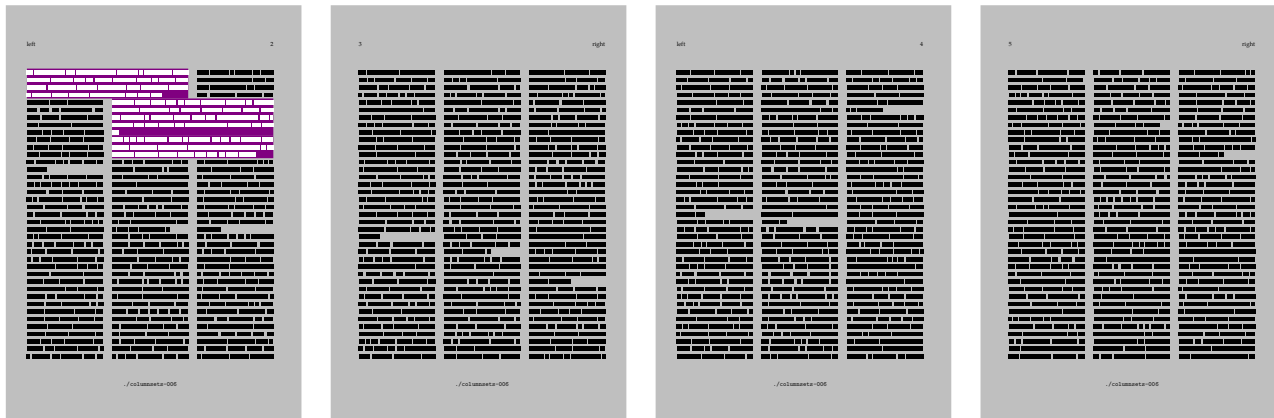 left 2
./columnsets-006
3 right
./columnsets-006
left 4
./columnsets-006
5 right
./columnsets-006